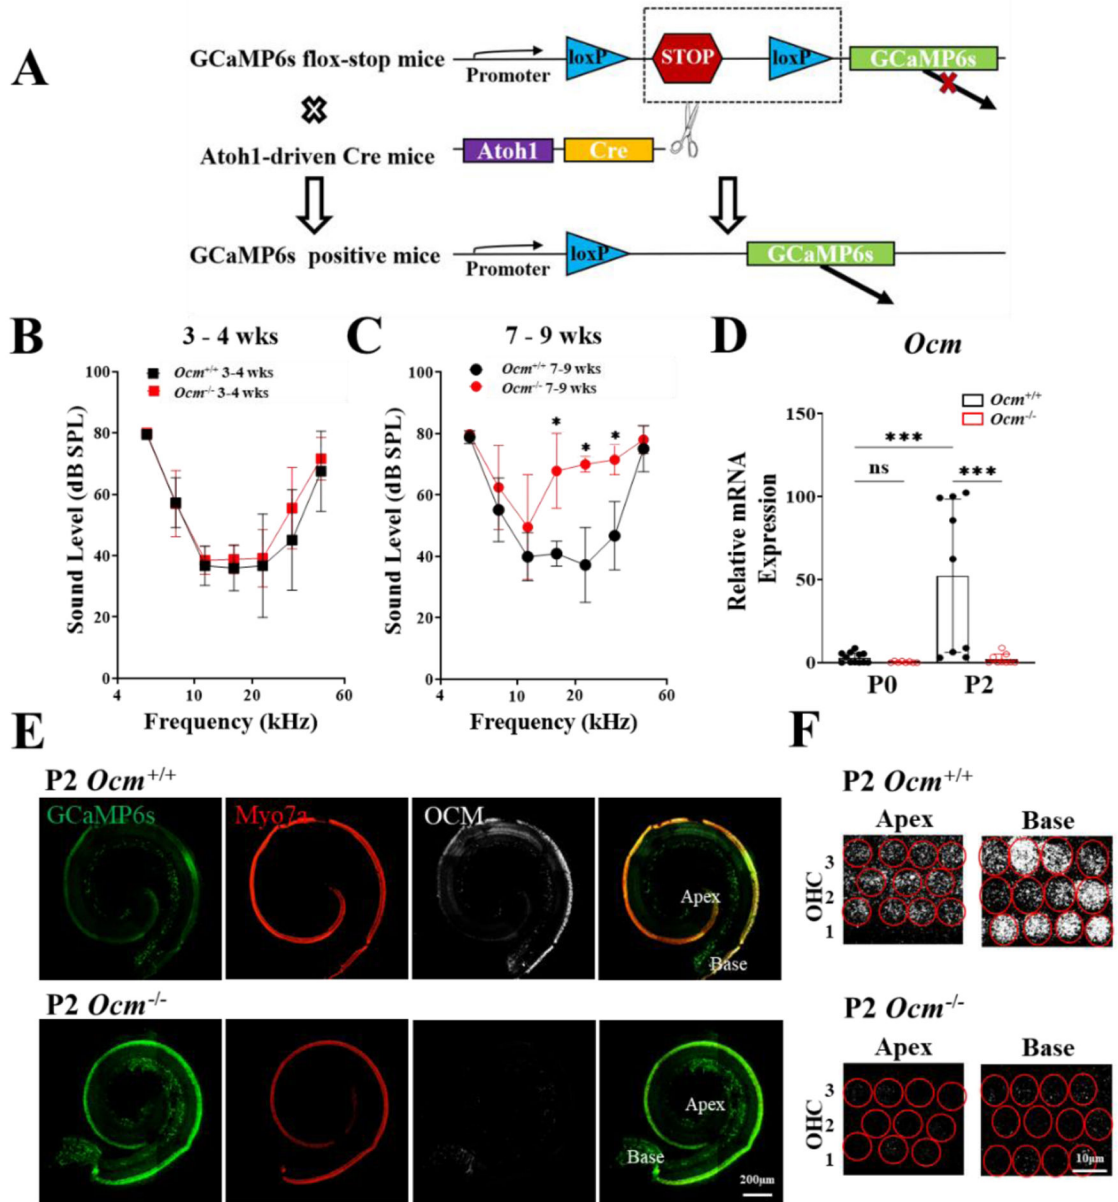 A
GCaMP6s flox-stop mice
Promoter
loxP
STOP
loxP
GCaMP6s
Atoh1-driven Cre mice
Atoh1
Cre
GCaMP6s positive mice
Promoter
loxP
GCaMP6s
B
3 - 4 wks
Ocm+/+ 3-4 wks
Ocm-/- 3-4 wks
Sound Level (dB SPL)
100
80
60
40
20
0
4 10 20 60
Frequency (kHz)
C
7 - 9 wks
Ocm+/+ 7-9 wks
Ocm-/- 7-9 wks
* * *
Sound Level (dB SPL)
100
80
60
40
20
0
4 10 20 60
Frequency (kHz)
D
Ocm
Ocm+/+
Ocm-/-
Relative mRNA
Expression
150
100
50
0
***
ns
***
P0 P2
E
P2 Ocm+/+
GCaMP6s
Myo7a
OCM
Apex
Base
P2 Ocm-/-
Apex
Base
200µm
F
P2 Ocm+/+
Apex Base
OHC
3
2
1
P2 Ocm-/-
Apex Base
OHC
3
2
1
10µm